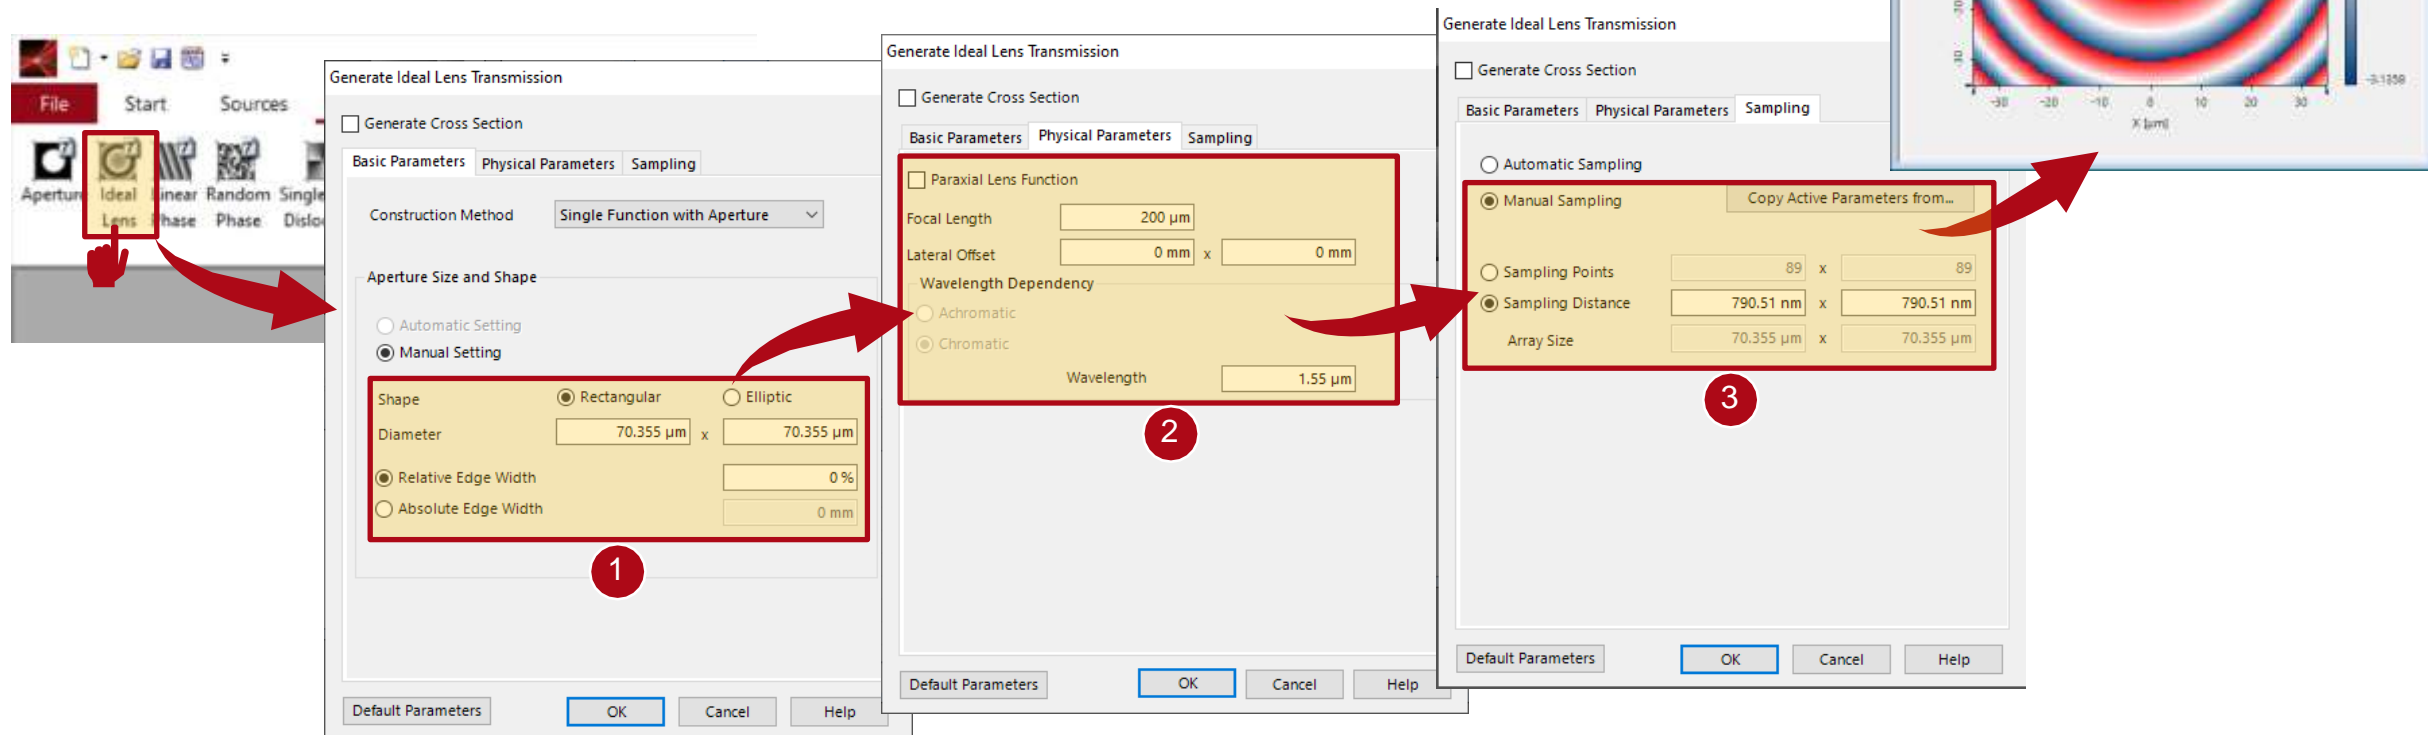 File Start Sources
Aperture Ideal Linear Random Single
Lens Phase Phase Dislo
Generate Ideal Lens Transmission
Generate Cross Section
Basic Parameters Physical Parameters Sampling
Construction Method Single Function with Aperture
Aperture Size and Shape
Automatic Setting
Manual Setting
Shape Rectangular Elliptic
Diameter 70.355 µm x 70.355 µm
Relative Edge Width 0 %
Absolute Edge Width 0 mm
1
Default Parameters OK Cancel Help
Generate Ideal Lens Transmission
Generate Cross Section
Basic Parameters Physical Parameters Sampling
Paraxial Lens Function
Focal Length 200 µm
Lateral Offset 0 mm x 0 mm
Wavelength Dependency
Achromatic
Chromatic
Wavelength 1.55 µm
2
Default Parameters OK Cancel Help
Generate Ideal Lens Transmission
Generate Cross Section
Basic Parameters Physical Parameters Sampling
Automatic Sampling
Manual Sampling Copy Active Parameters from...
Sampling Points 89 x 89
Sampling Distance 790.51 nm x 790.51 nm
Array Size 70.355 µm x 70.355 µm
3
Default Parameters OK Cancel Help
-30
-3.1358
-30 -20 -10 0 10 20 30
X [µm]